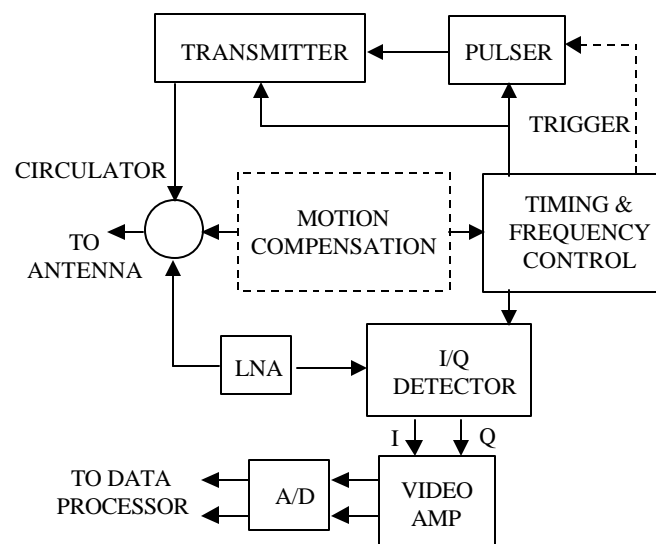 TRANSMITTER
PULSER
TRIGGER
CIRCULATOR
TO
ANTENNA
MOTION
COMPENSATION
TIMING &
FREQUENCY
CONTROL
LNA
I/Q
DETECTOR
I
Q
TO DATA
PROCESSOR
A/D
VIDEO
AMP